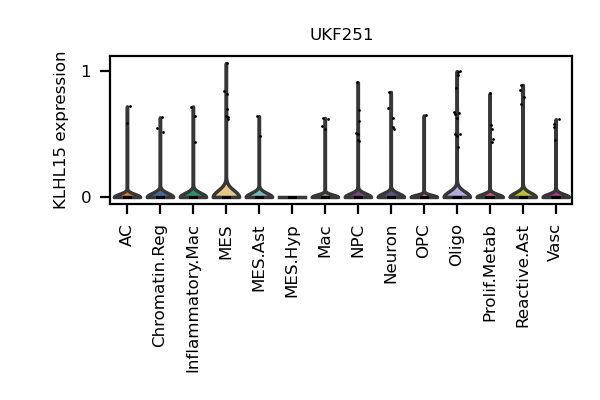 UKF251
KLHL15 expression
1
0
AC
Chromatin.Reg
Inflammatory.Mac
MES
MES.Ast
MES.Hyp
Mac
NPC
Neuron
OPC
Oligo
Prolif.Metab
Reactive.Ast
Vasc